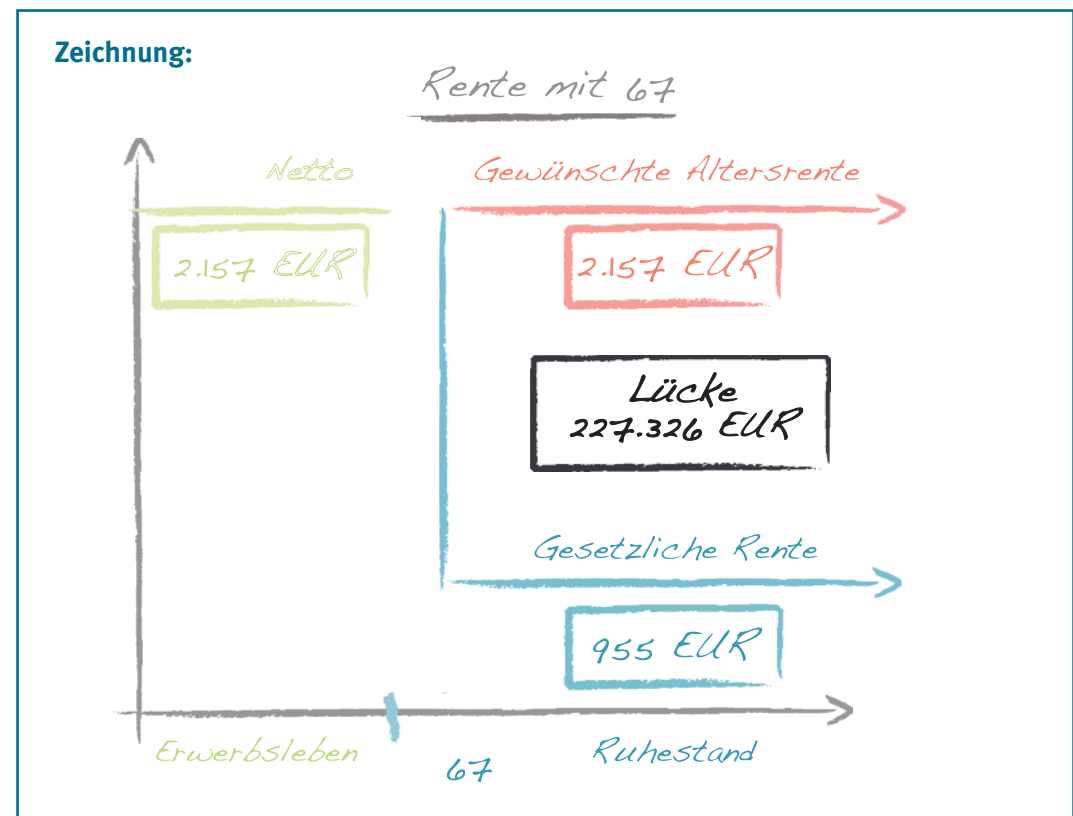 Zeichnung:
Rente mit 67
Netto
Gewünschte Altersrente
2.157 EUR
2.157 EUR
Lücke
227.326 EUR
Gesetzliche Rente
955 EUR
Erwerbsleben
67
Ruhestand